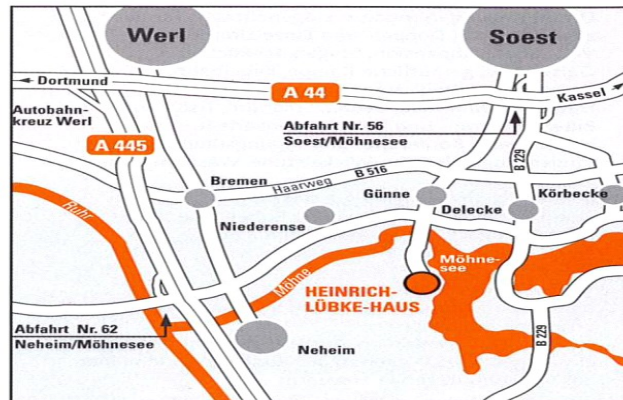 Werl
Soest
Dortmund
A 44
Kassel
Autobahn-
kreuz Werl
Abfahrt Nr. 56
Soest/Möhnesee
A 445
B 229
Bremen
Haarweg
B 516
Günne
Körbecke
Delecke
Ruhr
Niederense
Möhne-
see
Möhne
HEINRICH-
LÜBKE-HAUS
Abfahrt Nr. 62
Neheim/Möhnesee
Neheim
B 229